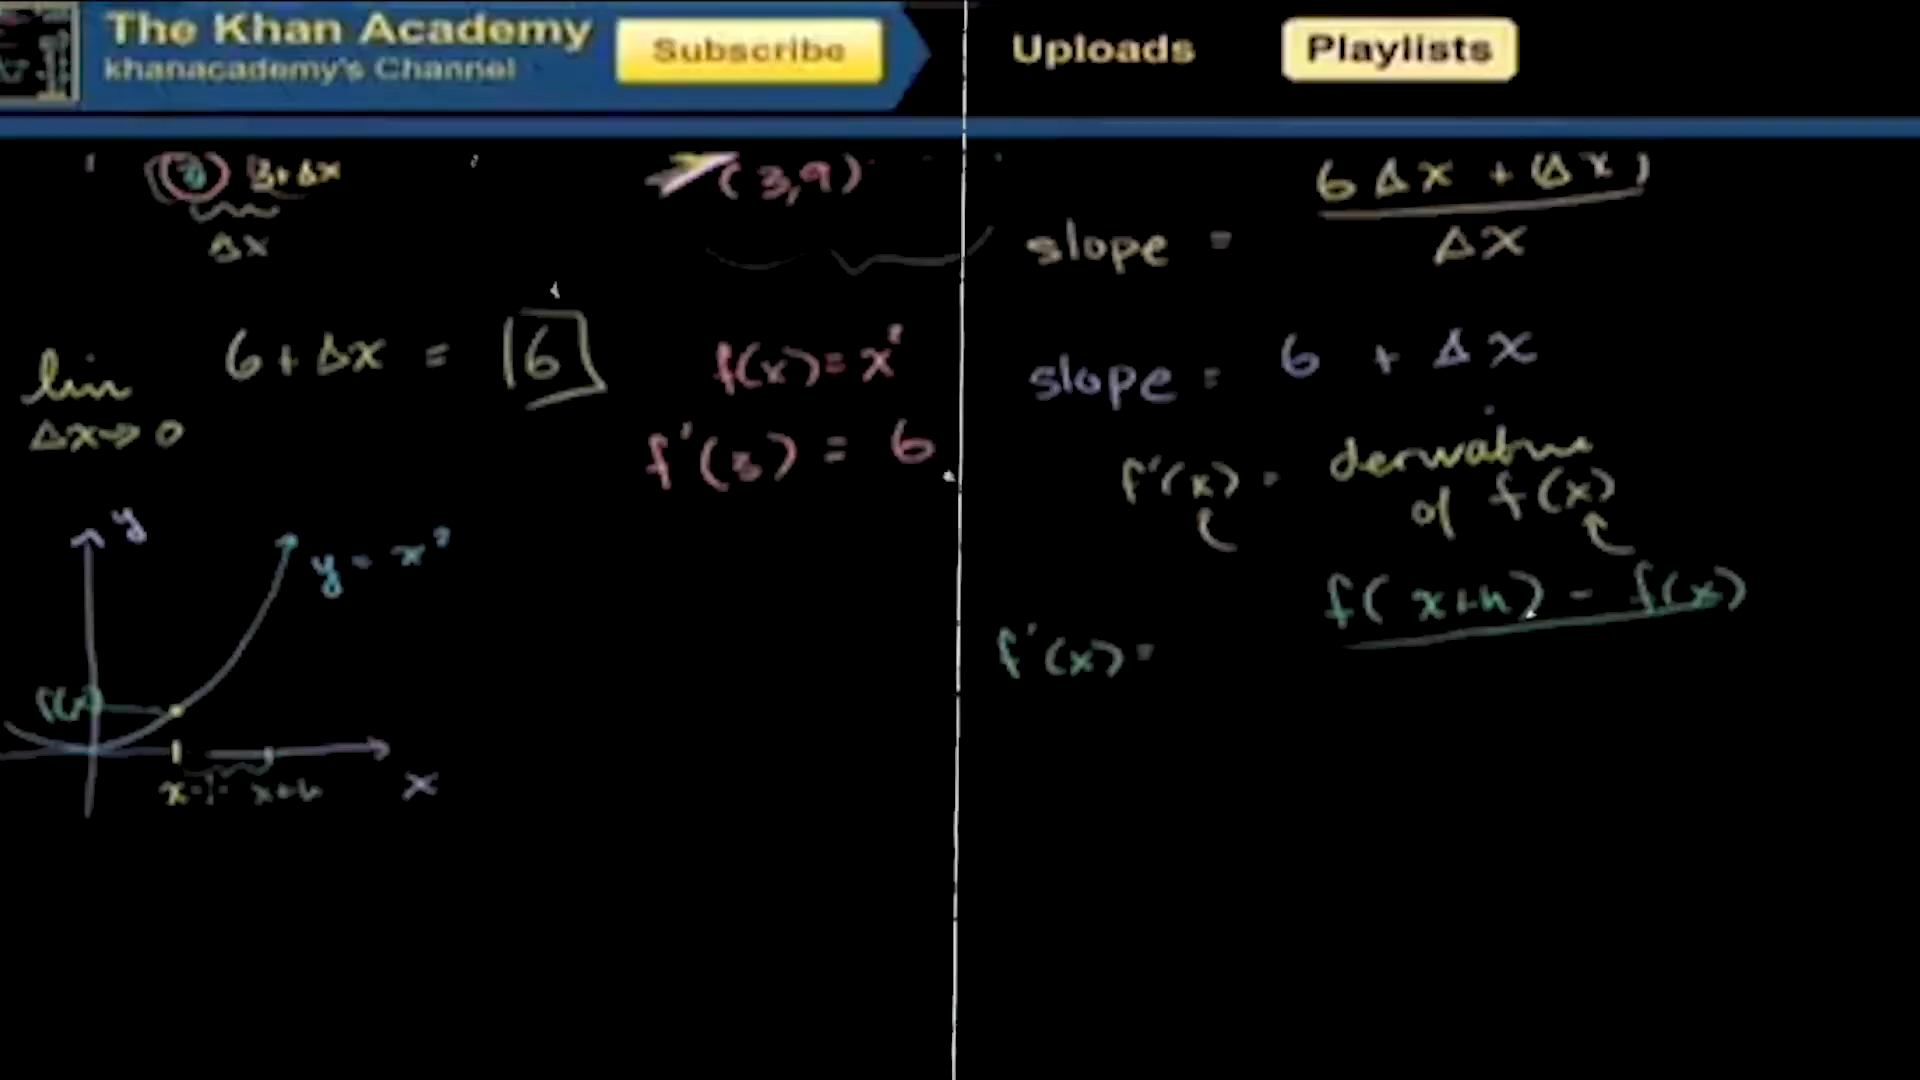 The Khan Academy
khanacademy's Channel
Subscribe
Uploads
Playlists
3+Δx
Δx
(3,9)
lim 6+Δx = 6
Δx→0
f(x)=x²
f'(3) = 6
y
y = x²
f(x)
x x+h
x
6Δx + (Δx)
slope =
Δx
slope = 6 + Δx
f'(x) = derivative
of f(x)
f(x+h) - f(x)
f'(x) =